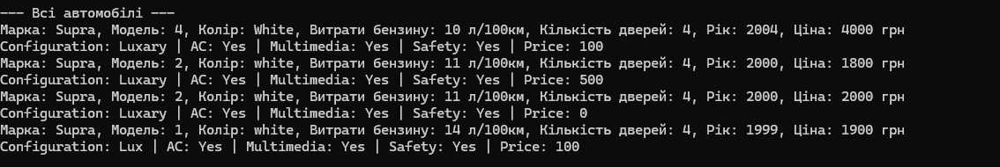 --- Всі автомобілі ---
Марка: Supra, Модель: 4, Колір: White, Витрати бензину: 10 л/100км, Кількість дверей: 4, Рік: 2004, Ціна: 4000 грн
Configuration: Luxary | AC: Yes | Multimedia: Yes | Safety: Yes | Price: 100
Марка: Supra, Модель: 2, Колір: white, Витрати бензину: 11 л/100км, Кількість дверей: 4, Рік: 2000, Ціна: 1800 грн
Configuration: Luxary | AC: Yes | Multimedia: Yes | Safety: Yes | Price: 500
Марка: Supra, Модель: 2, Колір: white, Витрати бензину: 11 л/100км, Кількість дверей: 4, Рік: 2000, Ціна: 2000 грн
Configuration: Luxary | AC: Yes | Multimedia: Yes | Safety: Yes | Price: 0
Марка: Supra, Модель: 1, Колір: white, Витрати бензину: 14 л/100км, Кількість дверей: 4, Рік: 1999, Ціна: 1900 грн
Configuration: Lux | AC: Yes | Multimedia: Yes | Safety: Yes | Price: 100